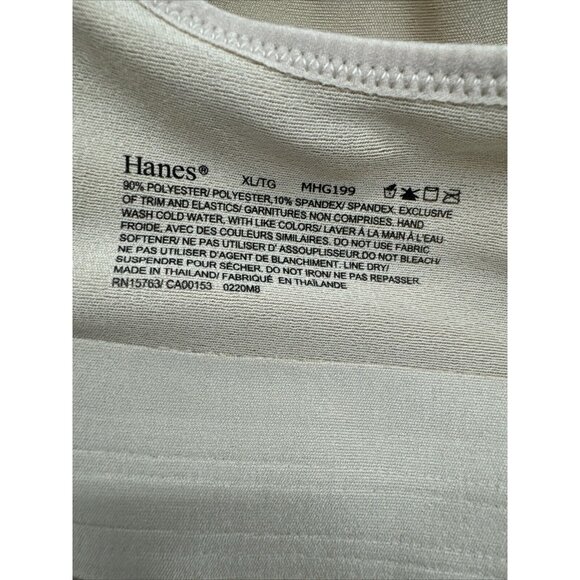 Hanes® XL/TG MHG199
90% POLYESTER/ POLYESTER,10% SPANDEX/ SPANDEX. EXCLUSIVE
OF TRIM AND ELASTICS/ GARNITURES NON COMPRISES. HAND
WASH COLD WATER, WITH LIKE COLORS/ LAVER À LA MAIN À L'EAU
FROIDE, AVEC DES COULEURS SIMILAIRES. DO NOT USE FABRIC
SOFTENER/ NE PAS UTILISER D' ASSOUPLISSEUR.DO NOT BLEACH/
NE PAS UTILISER D'AGENT DE BLANCHIMENT. LINE DRY/
SUSPENDRE POUR SÉCHER. DO NOT IRON/ NE PAS REPASSER
MADE IN THAILAND/ FABRIQUÉ EN THAÏLANDE
RN15763/ CA00153 0220M8